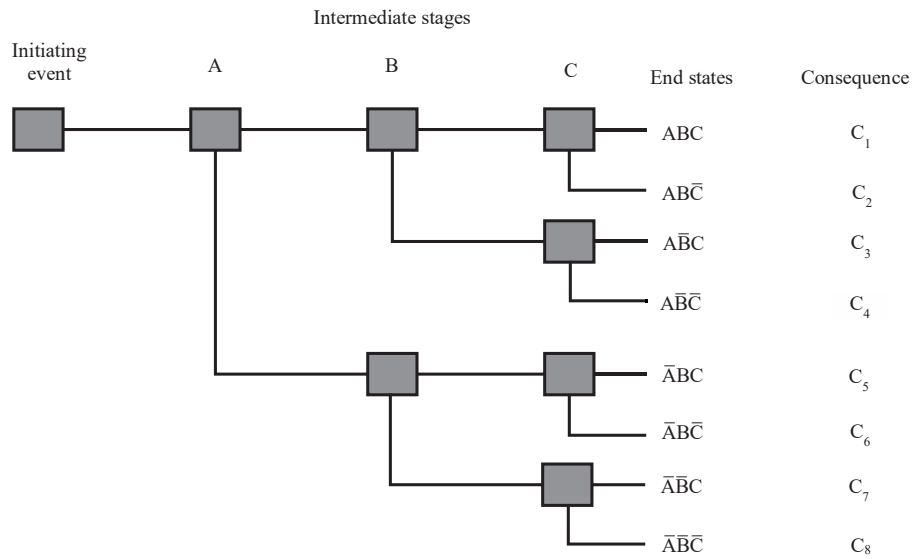 Intermediate stages
Initiating
event
A
B
C
End states
Consequence
ABC
C₁
ABC̅
C₂
AB̅C
C₃
AB̅C̅
C₄
A̅BC
C₅
A̅BC̅
C₆
A̅B̅C
C₇
A̅B̅C̅
C₈